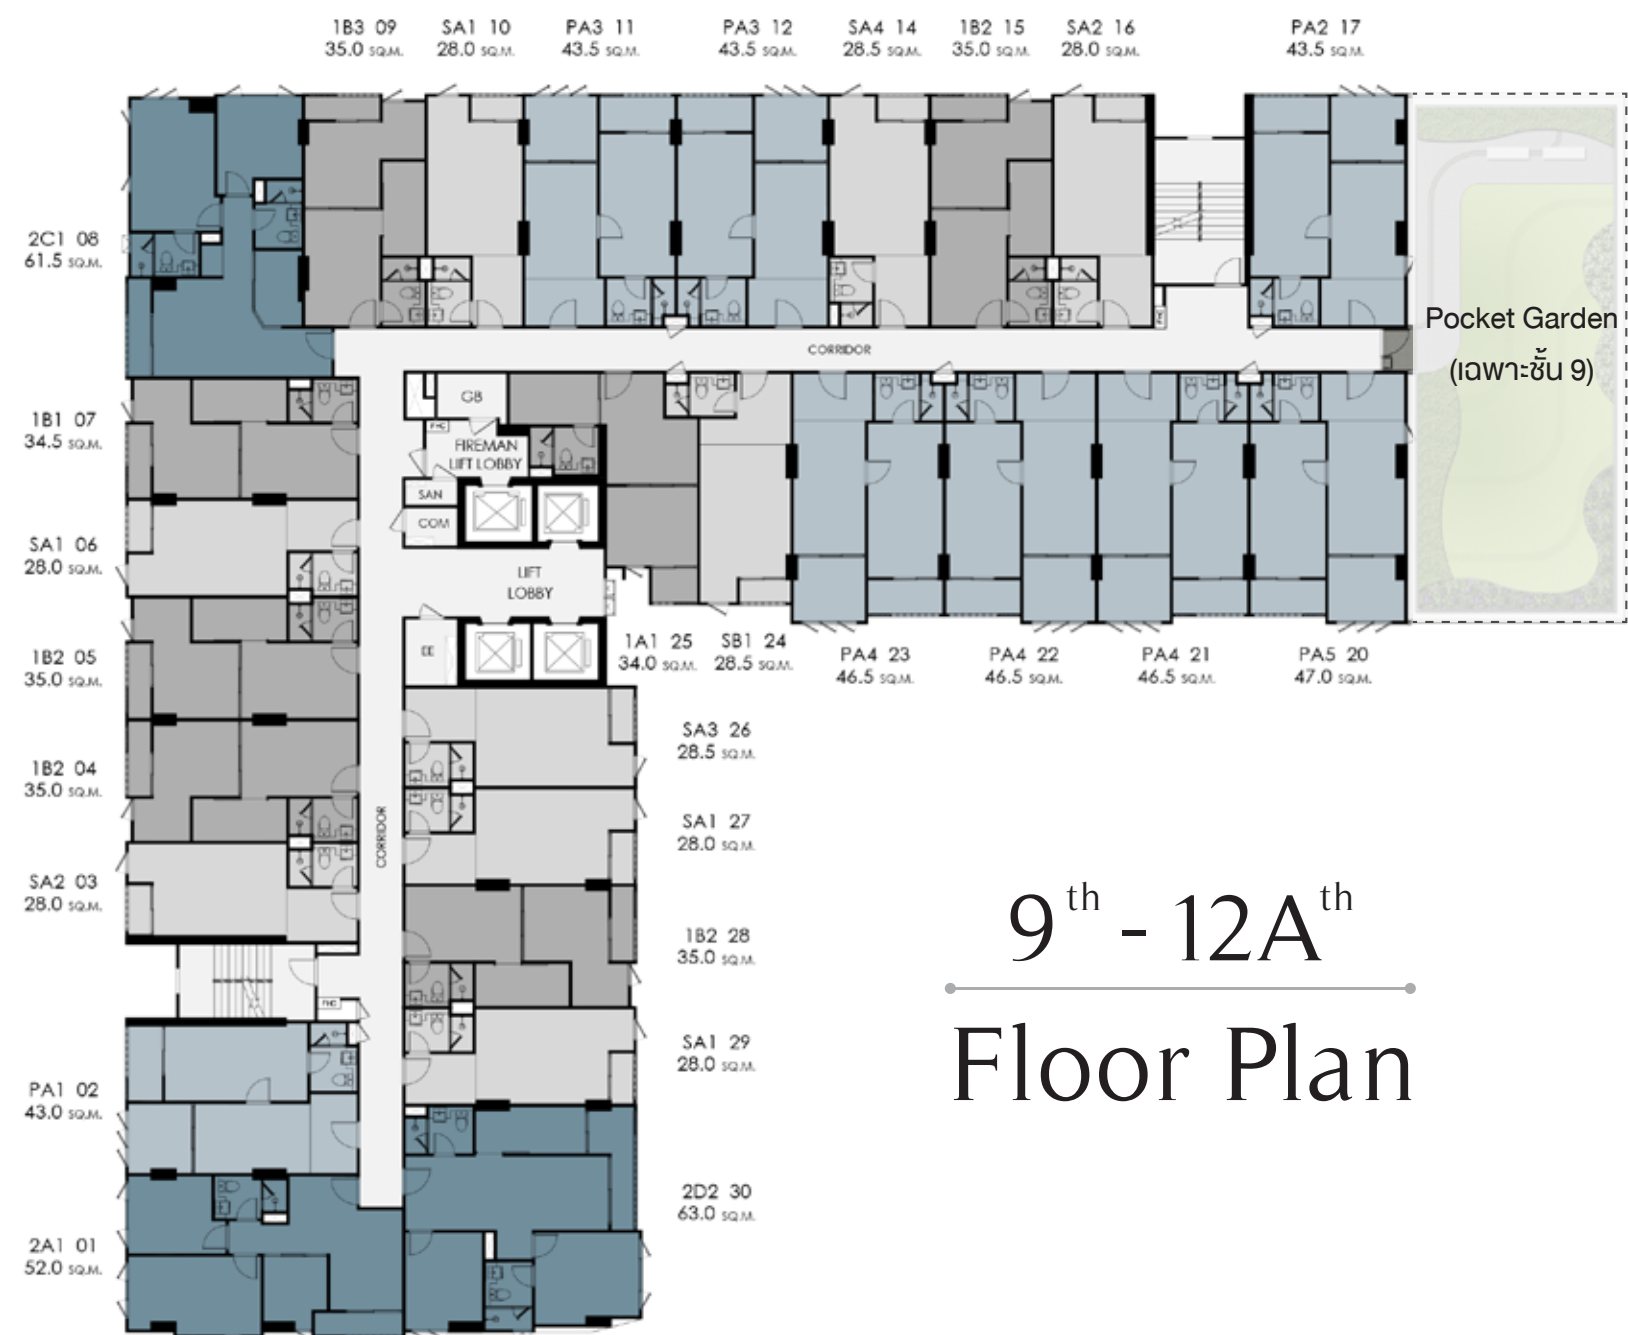 1B3 09
35.0 SQ.M.
SA1 10
28.0 SQ.M.
PA3 11
43.5 SQ.M.
PA3 12
43.5 SQ.M.
SA4 14
28.5 SQ.M.
1B2 15
35.0 SQ.M.
SA2 16
28.0 SQ.M.
PA2 17
43.5 SQ.M.
2C1 08
61.5 SQ.M.
FHC
Pocket Garden
(เฉพาะชั้น 9)
CORRIDOR
1B1 07
34.5 SQ.M.
GB
FHC
FIREMAN
LIFT LOBBY
SAN
COM
SA1 06
28.0 SQ.M.
LIFT
LOBBY
EE
1A1 25
34.0 SQ.M.
SB1 24
28.5 SQ.M.
PA4 23
46.5 SQ.M.
PA4 22
46.5 SQ.M.
PA4 21
46.5 SQ.M.
PA5 20
47.0 SQ.M.
1B2 05
35.0 SQ.M.
SA3 26
28.5 SQ.M.
1B2 04
35.0 SQ.M.
SA1 27
28.0 SQ.M.
CORRIDOR
SA2 03
28.0 SQ.M.
1B2 28
35.0 SQ.M.
9th - 12Ath
Floor Plan
FHC
SA1 29
28.0 SQ.M.
PA1 02
43.0 SQ.M.
2D2 30
63.0 SQ.M.
2A1 01
52.0 SQ.M.